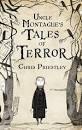 UNCLE
MONTAGUE'S
TALES OF
TERROR
CHRIS PRIESTLEY